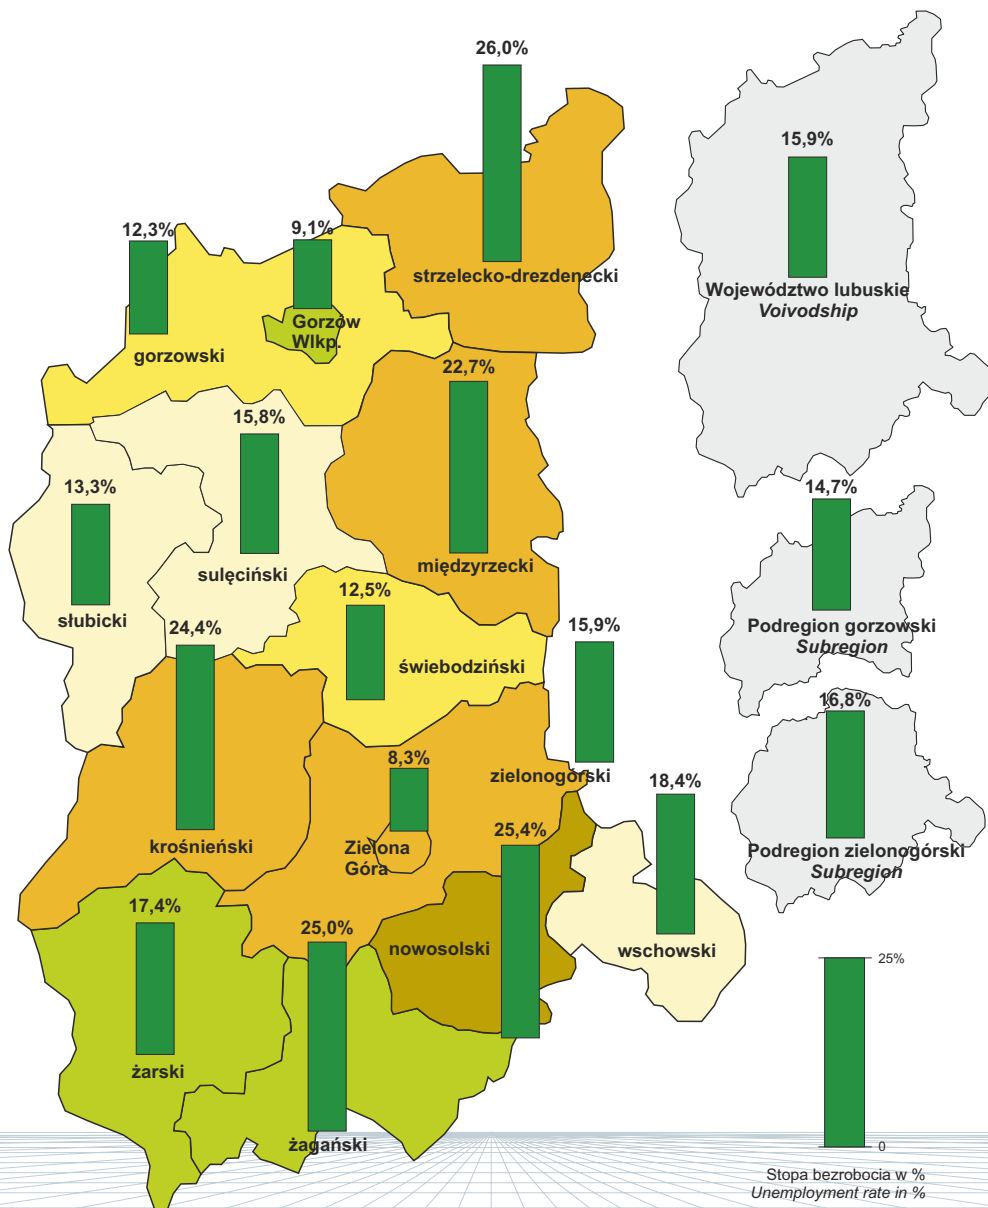 26,0%
strzelecko-drezdenecki
12,3%
gorzowski
9,1%
Gorzów
Wlkp.
22,7%
międzyrzecki
15,8%
sulęciński
13,3%
słubicki
12,5%
świebodziński
24,4%
krośnieński
15,9%
zielonogórski
8,3%
Zielona
Góra
18,4%
wschowski
25,4%
nowosolski
17,4%
żarski
25,0%
żagański
15,9%
Województwo lubuskie
Voivodship
14,7%
Podregion gorzowski
Subregion
16,8%
Podregion zielonogórski
Subregion
25%
0
Stopa bezrobocia w %
Unemployment rate in %